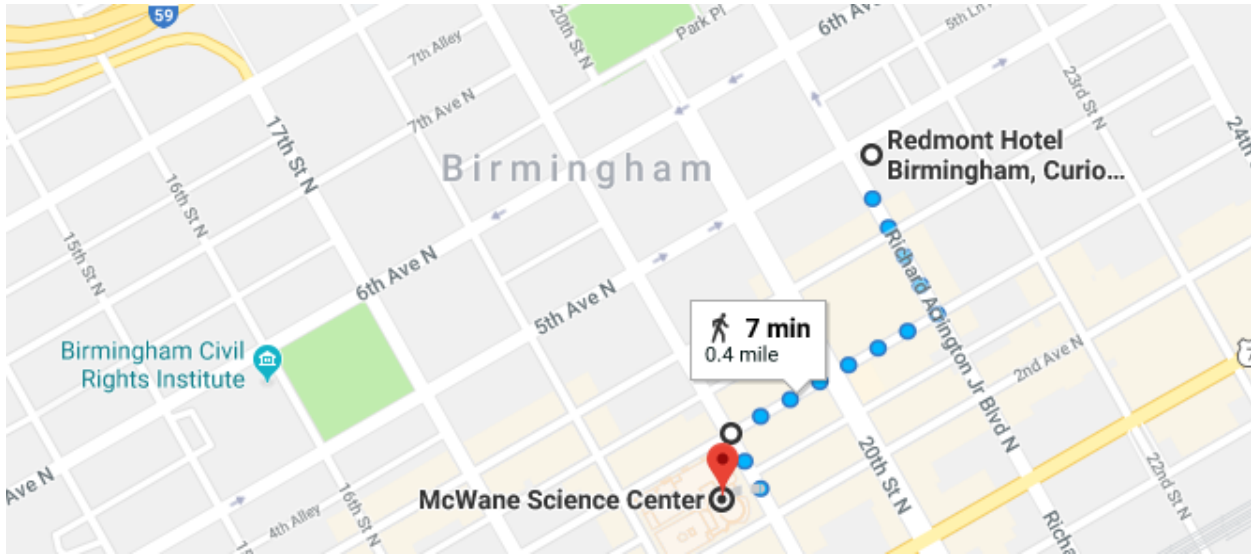 59
20th St N
Park Pl
6th Ave N
5th Ln N
7th Alley
7th Ave N
23rd St N
24th
17th St N
Birmingham
Redmont Hotel
Birmingham, Curio...
16th St N
15th St N
6th Ave N
5th Ave N
Richard Arrington Jr Blvd N
7 min
0.4 mile
Birmingham Civil
Rights Institute
2nd Ave N
20th St N
McWane Science Center
Ave N
4th Alley
16th St N
22nd St N